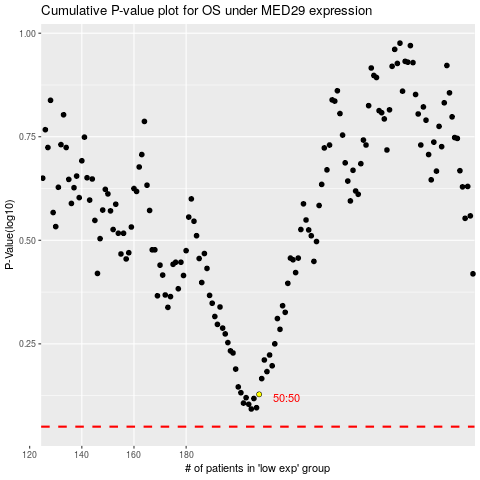 Cumulative P-value plot for OS under MED29 expression
P-Value(log10)
1.00
0.75
0.50
0.25
50:50
120 140 160 180
# of patients in 'low exp' group